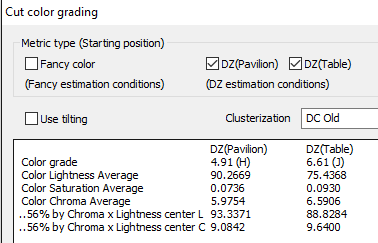 Cut color grading
Metric type (Starting position)
Fancy color DZ(Pavilion) DZ(Table)
(Fancy estimation conditions) (DZ estimation conditions)
Use tilting Clusterization DC Old
DZ(Pavilion) DZ(Table)
Color grade 4.91 (H) 6.61 (J)
Color Lightness Average 90.2669 75.4368
Color Saturation Average 0.0736 0.0930
Color Chroma Average 5.9754 6.5906
..56% by Chroma x Lightness center L 93.3371 88.8284
..56% by Chroma x Lightness center C 9.0842 9.6400